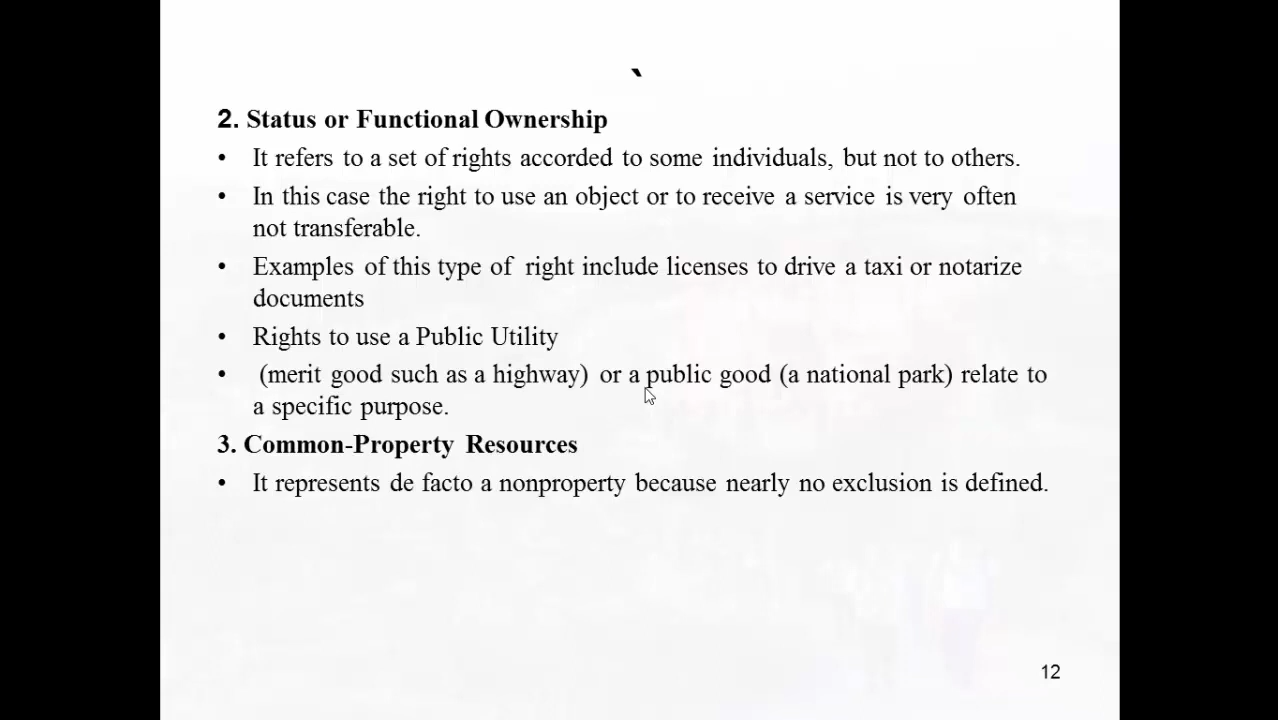 `
2. Status or Functional Ownership
• It refers to a set of rights accorded to some individuals, but not to others.
• In this case the right to use an object or to receive a service is very often
not transferable.
• Examples of this type of right include licenses to drive a taxi or notarize
documents
• Rights to use a Public Utility
• (merit good such as a highway) or a public good (a national park) relate to
a specific purpose.
3. Common-Property Resources
• It represents de facto a nonproperty because nearly no exclusion is defined.
12